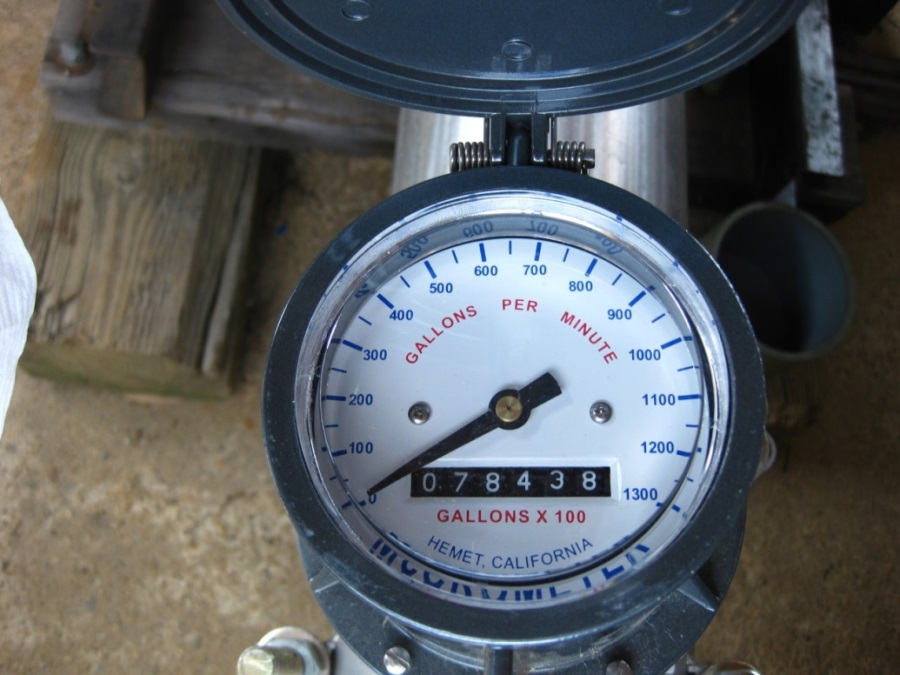 600 700
500 800
400 900
300 1000
200 1100
100 1200
0 1300
GALLONS PER MINUTE
078438
GALLONS X 100
HEMET, CALIFORNIA
McCROMETER